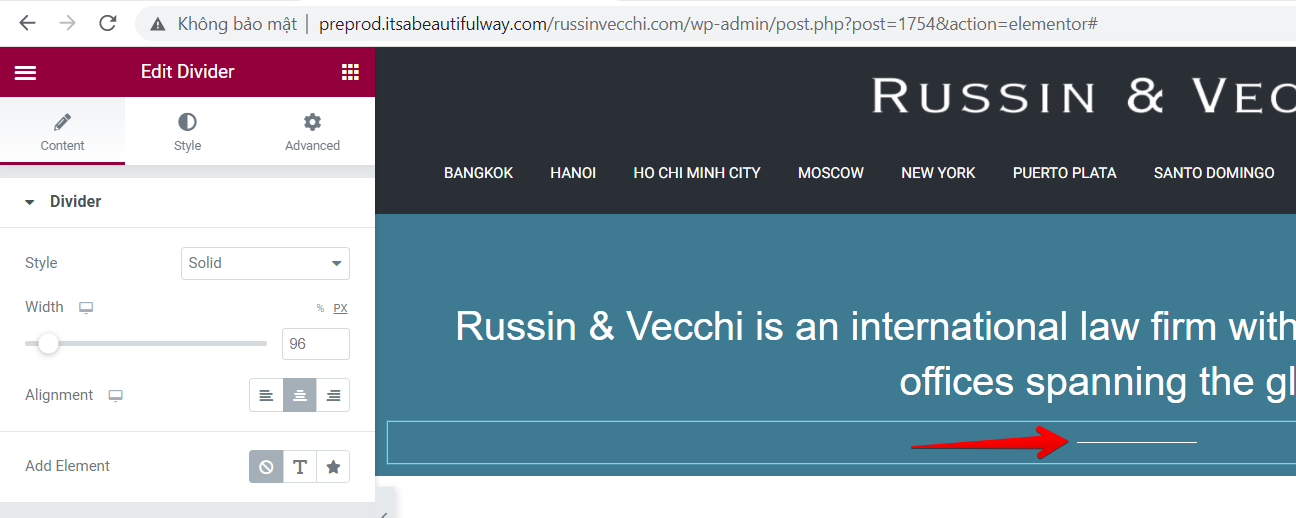 Không bảo mật | preprod.itsabeautifulway.com/russinvecchi.com/wp-admin/post.php?post=1754&action=elementor#
Edit Divider
Content Style Advanced
Divider
Style Solid
Width % PX
96
Alignment
Add Element T
RUSSIN & VEC
BANGKOK HANOI HO CHI MINH CITY MOSCOW NEW YORK PUERTO PLATA SANTO DOMINGO
Russin & Vecchi is an international law firm with
offices spanning the gl